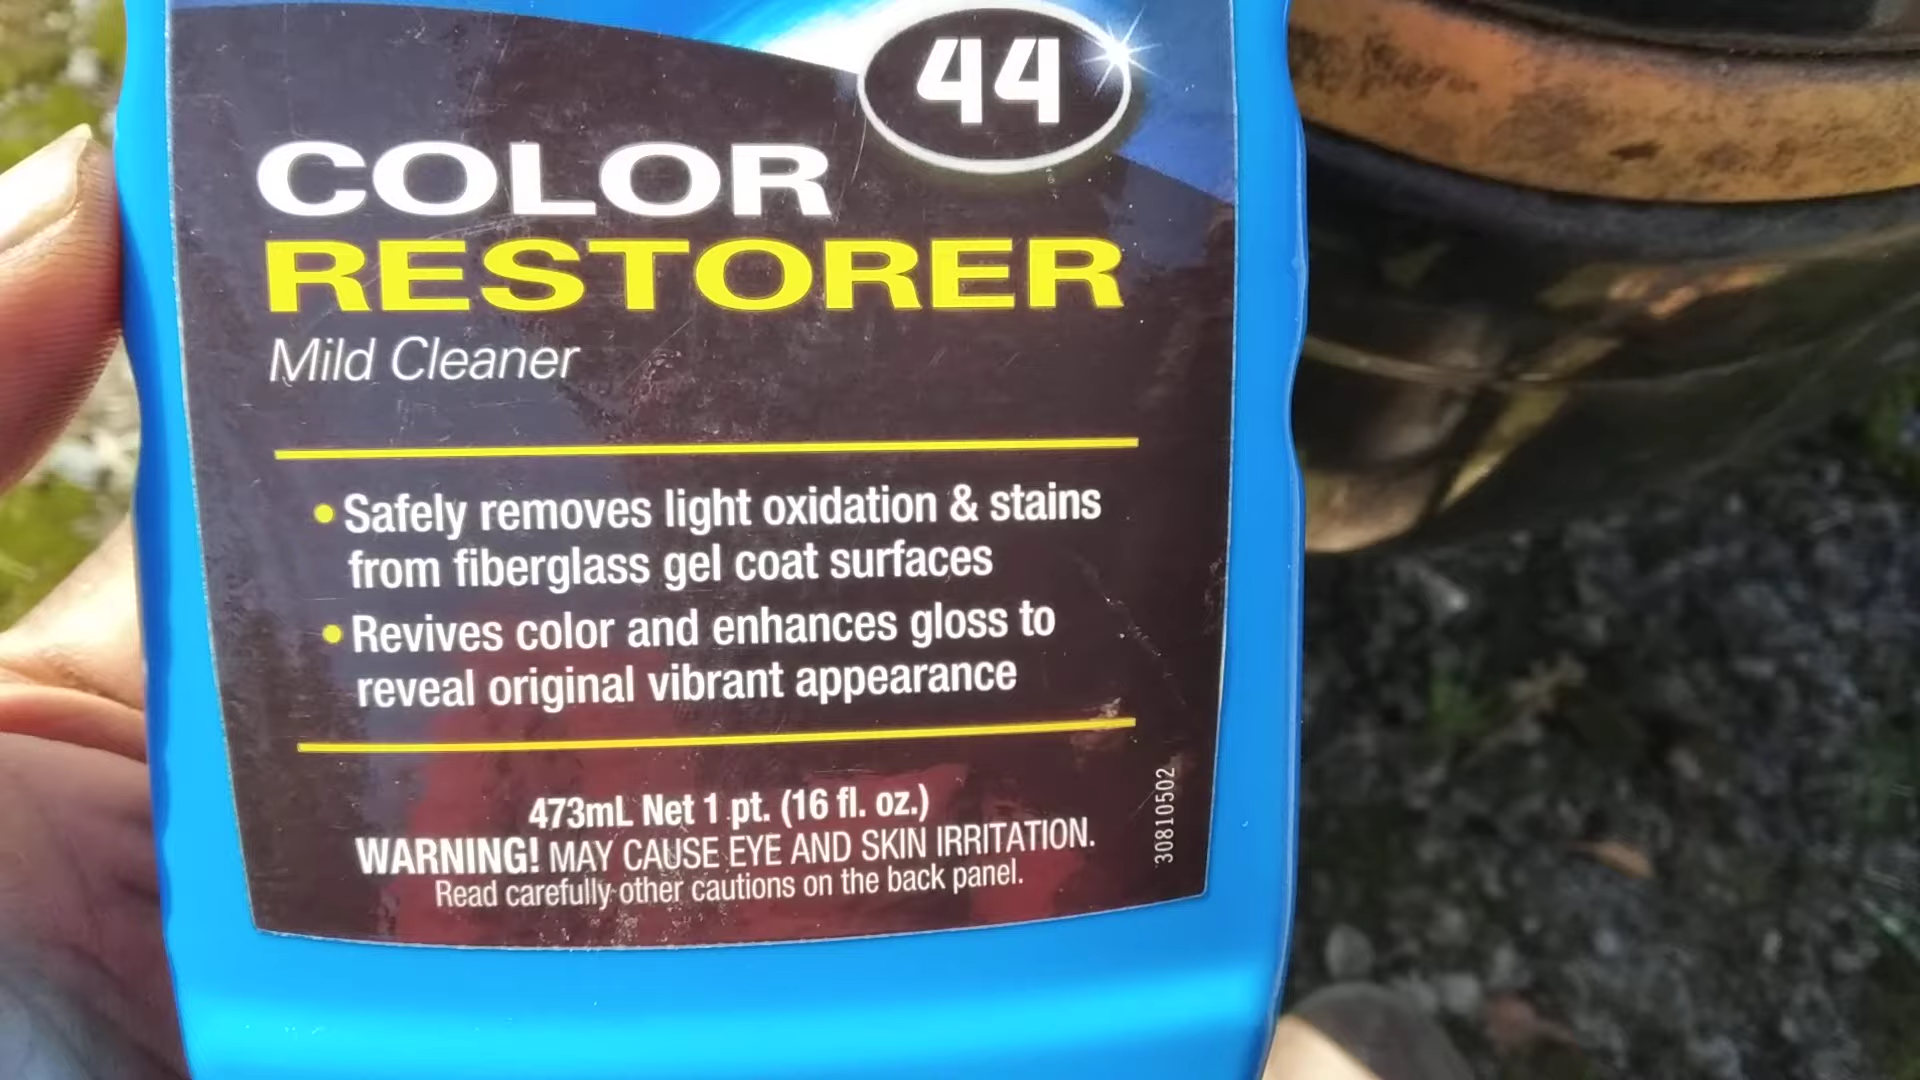 44
COLOR
RESTORER
Mild Cleaner
• Safely removes light oxidation & stains
from fiberglass gel coat surfaces
• Revives color and enhances gloss to
reveal original vibrant appearance
473mL Net 1 pt. (16 fl. oz.)
WARNING! MAY CAUSE EYE AND SKIN IRRITATION.
Read carefully other cautions on the back panel.
30810502